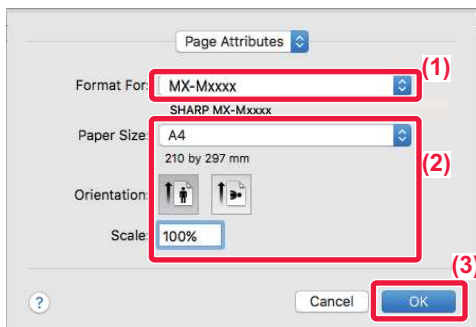 Page Attributes
(1)
Format For: MX-Mxxxx
SHARP MX-Mxxxx
Paper Size: A4
210 by 297 mm
(2)
Orientation:
Scale: 100%
(3)
? Cancel OK